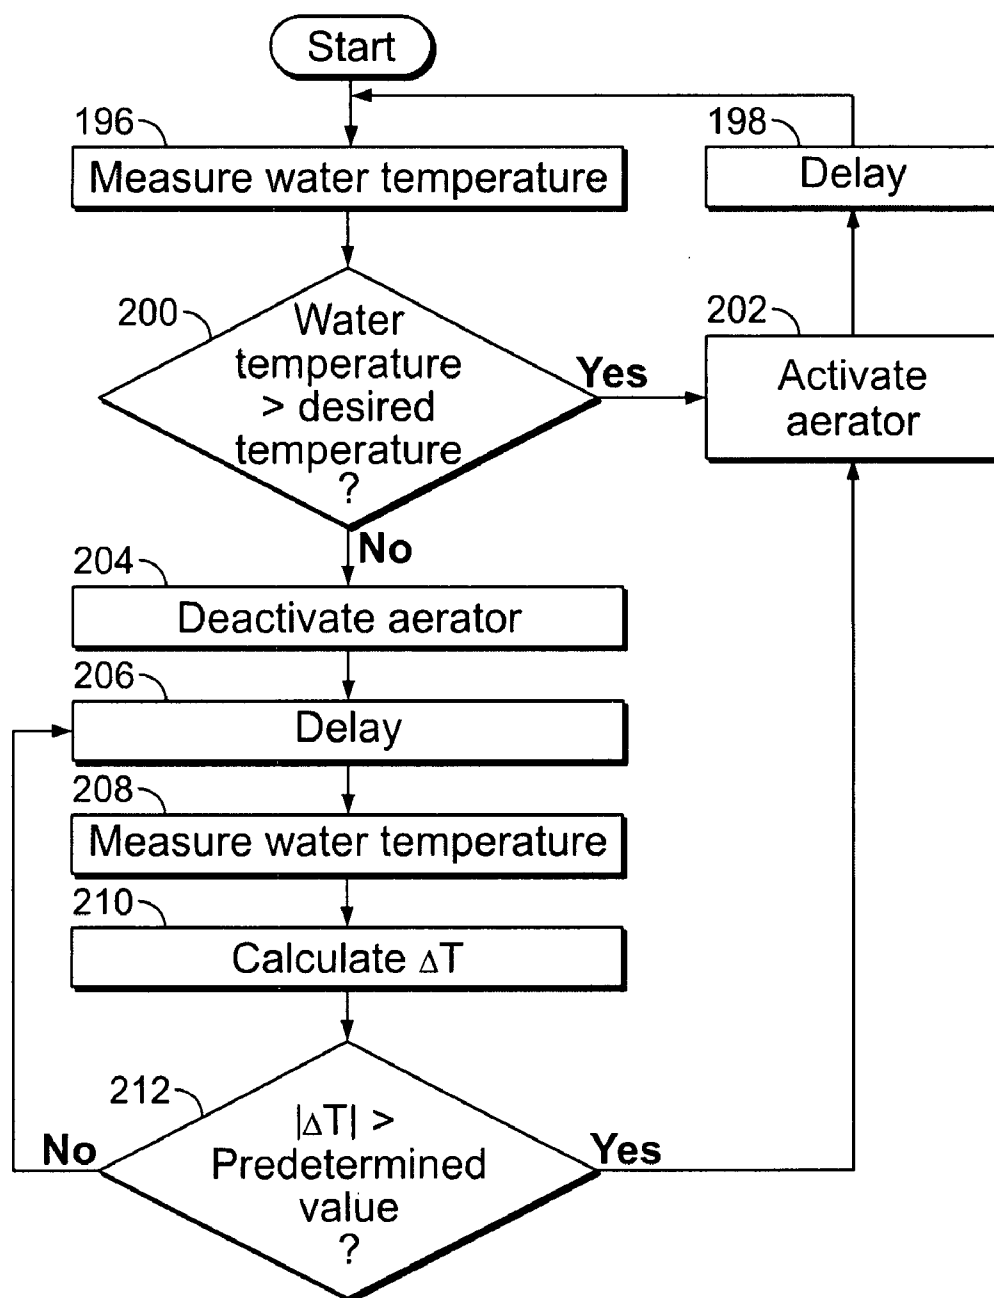 Start
196
Measure water temperature
198
Delay
200
Water
temperature
> desired
temperature
?
Yes
202
Activate
aerator
No
204
Deactivate aerator
206
Delay
208
Measure water temperature
210
Calculate ΔT
212
|ΔT| >
Predetermined
value
?
No
Yes